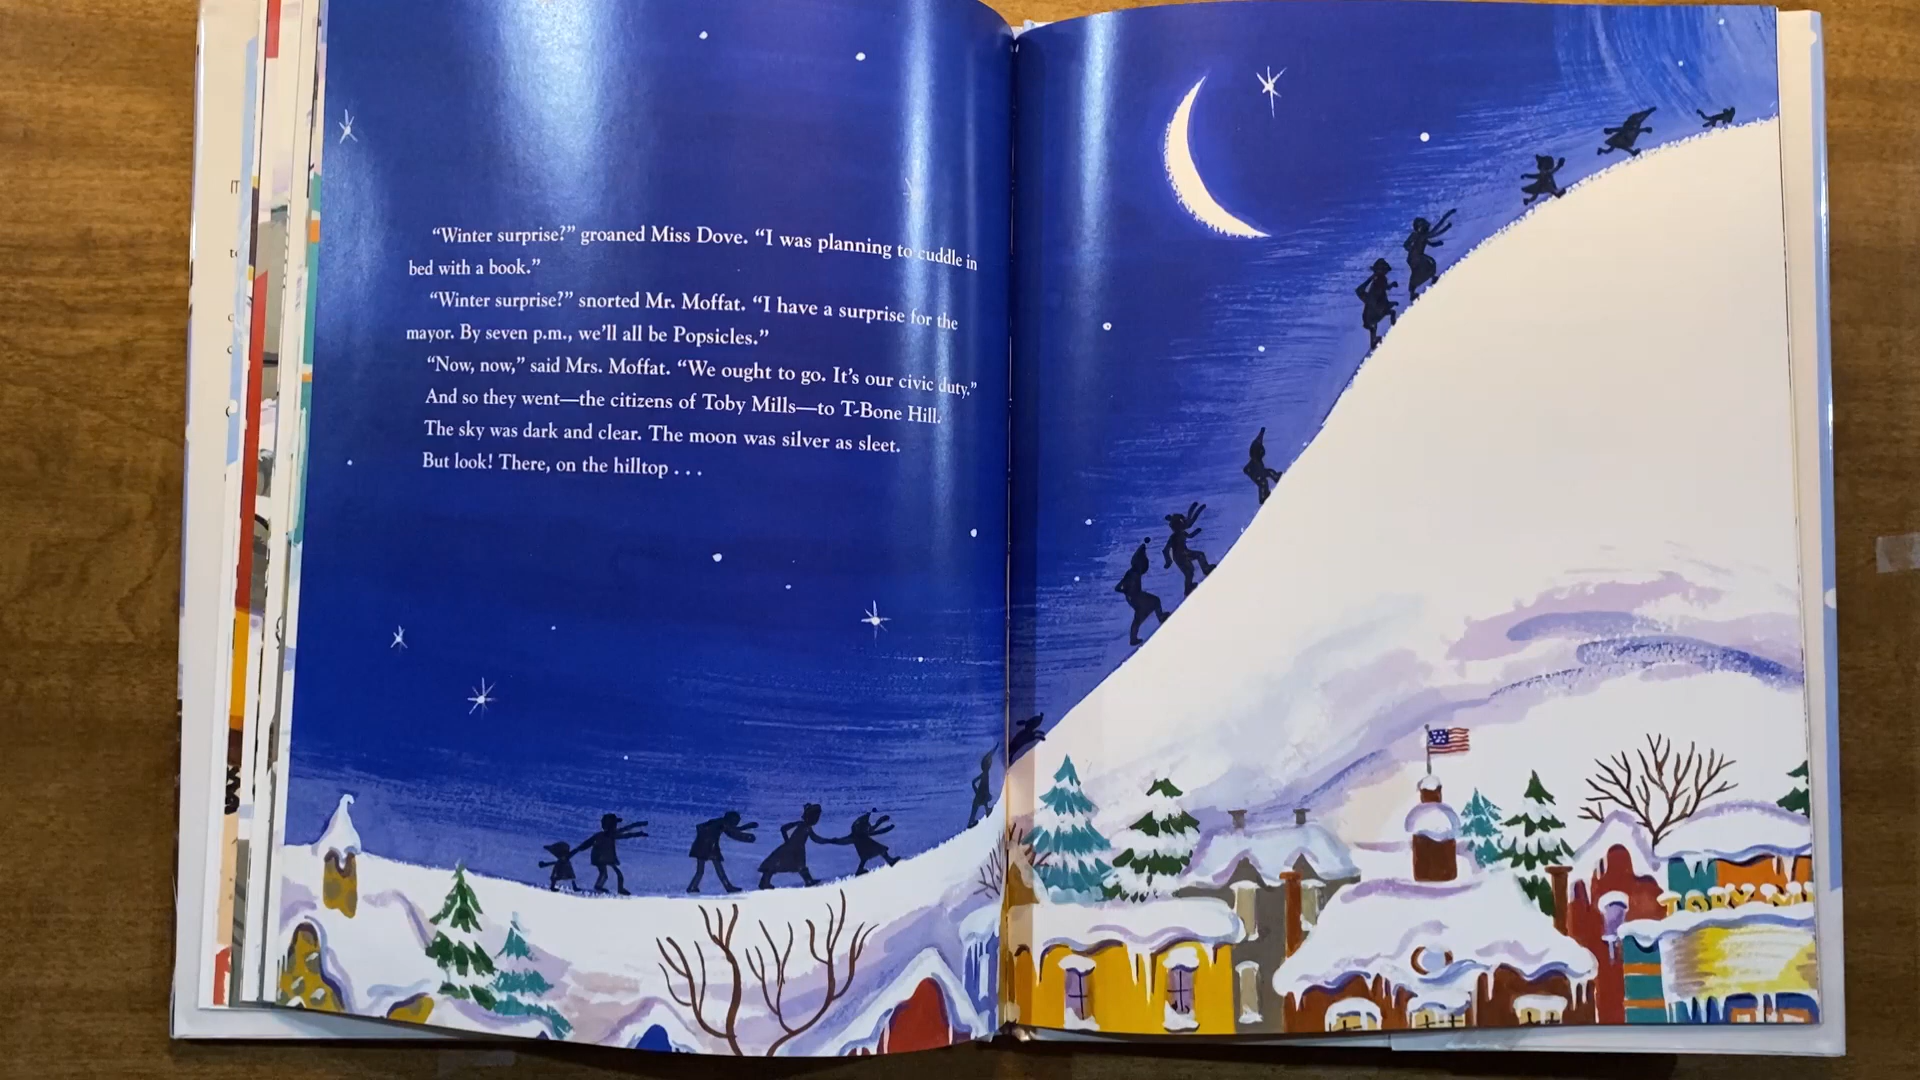 “Winter surprise?” groaned Miss Dove. “I was planning to cuddle in
bed with a book.”
“Winter surprise?” snorted Mr. Moffat. “I have a surprise for the
mayor. By seven p.m., we’ll all be Popsicles.”
“Now, now,” said Mrs. Moffat. “We ought to go. It’s our civic duty.”
And so they went—the citizens of Toby Mills—to T-Bone Hill.
The sky was dark and clear. The moon was silver as sleet.
But look! There, on the hilltop . . .